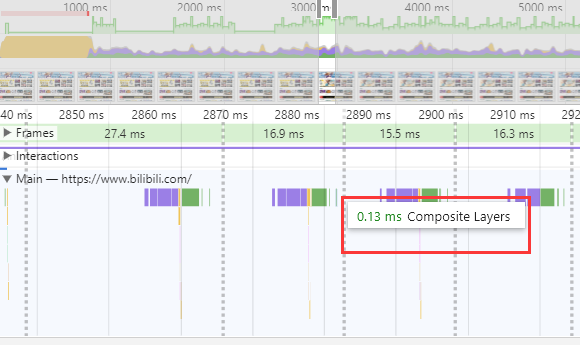 1000 ms 2000 ms 3000 ms 4000 ms 5000 ms
40 ms 2850 ms 2860 ms 2870 ms 2880 ms 2890 ms 2900 ms 2910 ms 292
Frames 27.4 ms 16.9 ms 15.5 ms 16.3 ms
Interactions
Main — https://www.bilibili.com/
0.13 ms Composite Layers